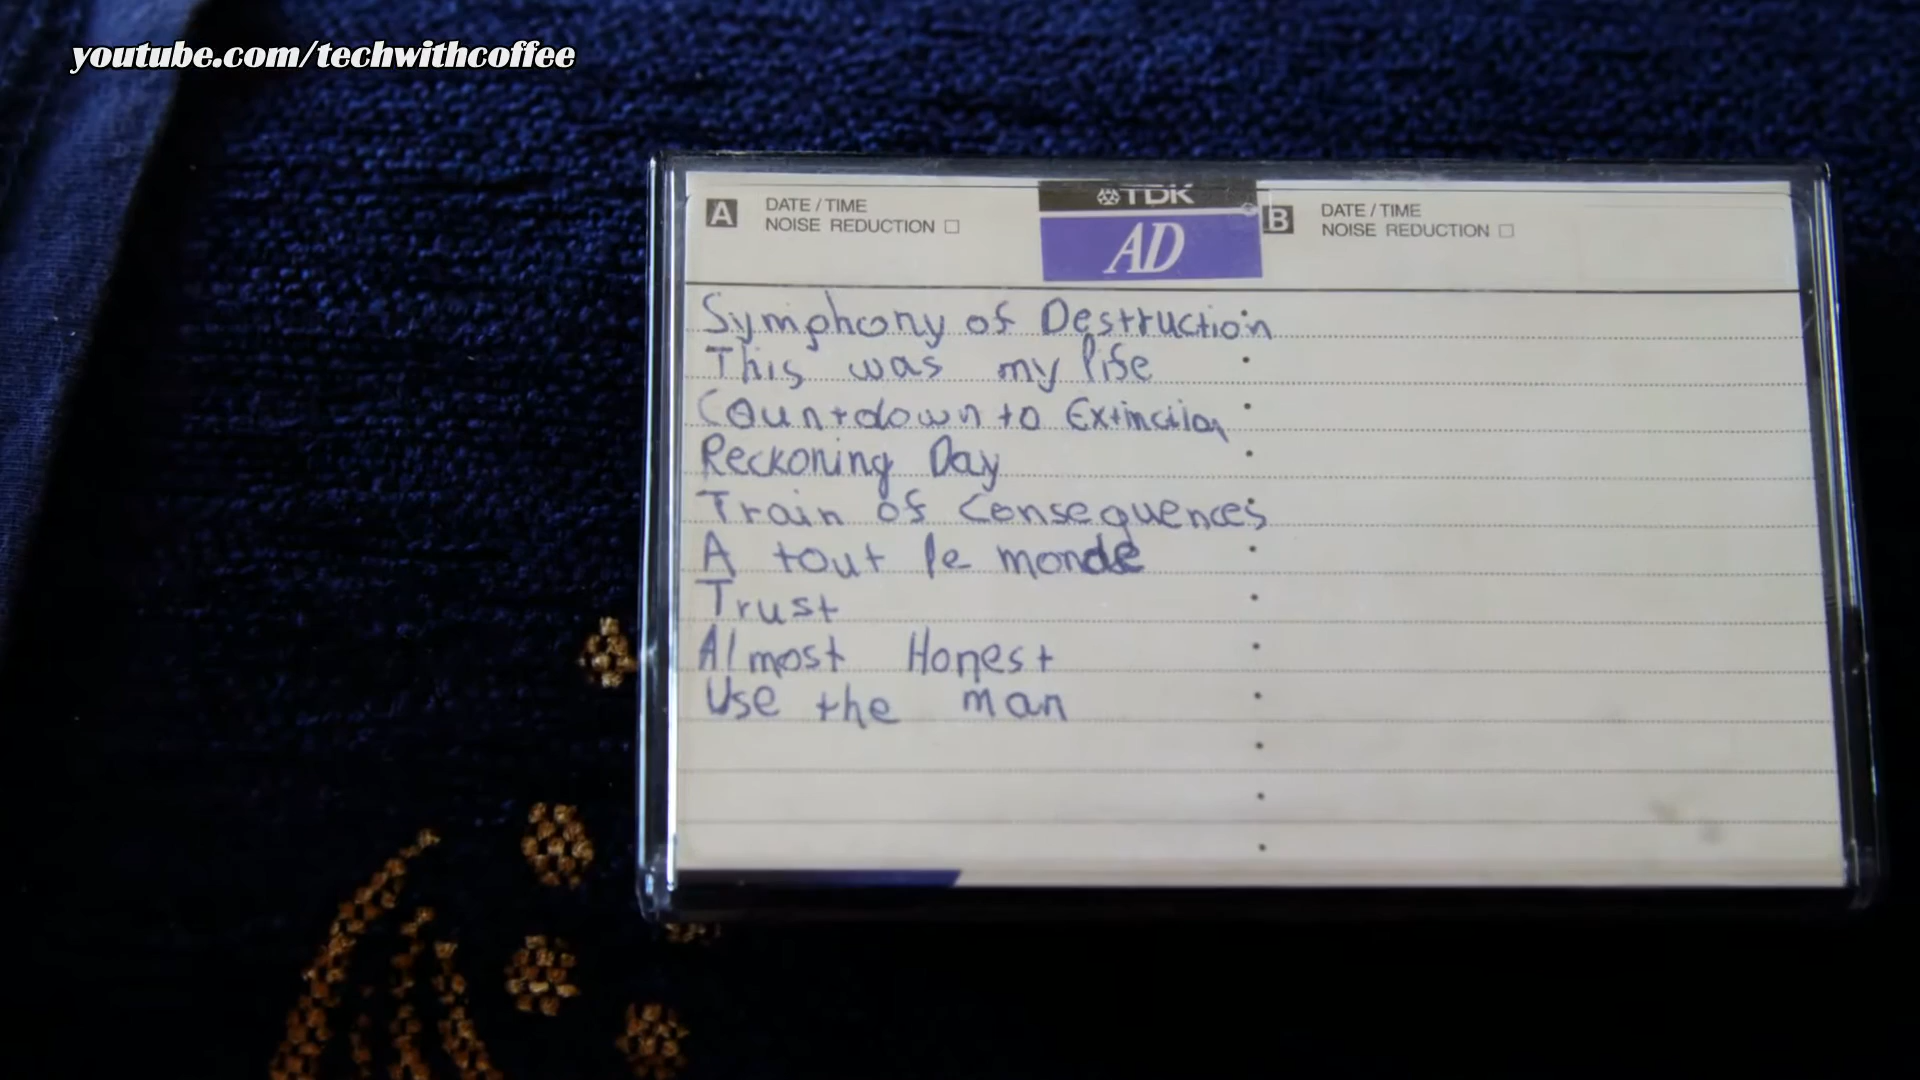 youtube.com/techwithcoffee
TDK
A DATE / TIME
NOISE REDUCTION
AD
B DATE / TIME
NOISE REDUCTION
Symphony of Destruction
This was my life
Countdown to Extinction
Reckoning Day
Train of Consequences
A tout le monde
Trust
Almost Honest
Use the man